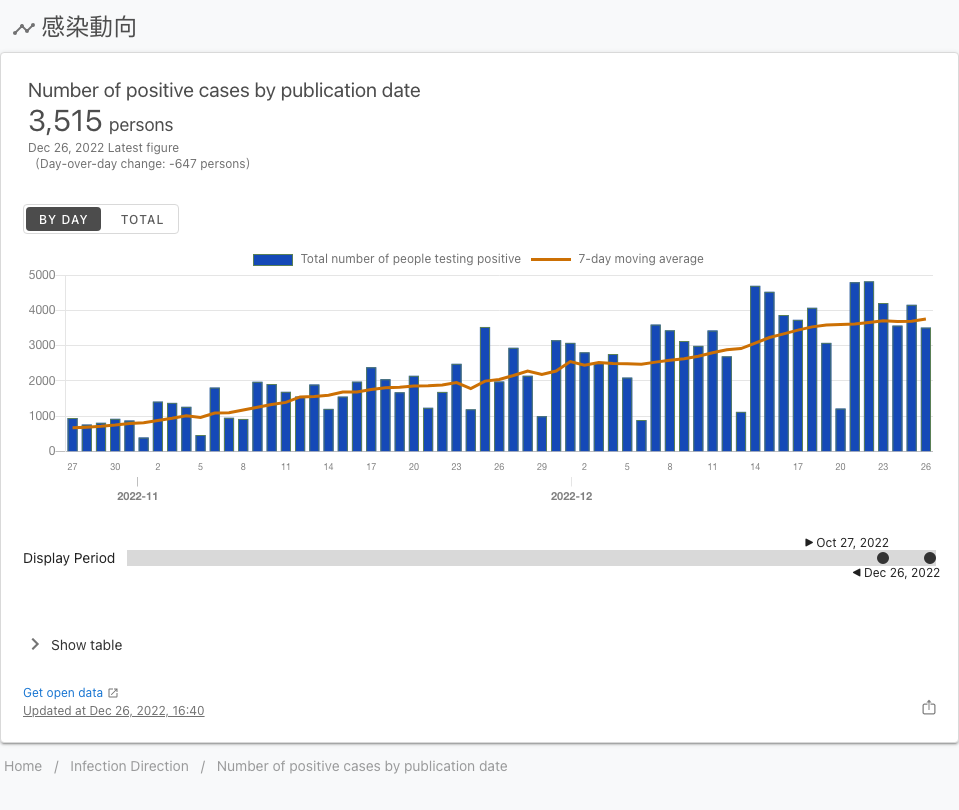 感染動向
Number of positive cases by publication date
3,515 persons
Dec 26, 2022 Latest figure
(Day-over-day change: -647 persons)
BY DAY TOTAL
Total number of people testing positive 7-day moving average
5000
4000
3000
2000
1000
0
27 30 2 5 8 11 14 17 20 23 26 29 2 5 8 11 14 17 20 23 26
2022-11 2022-12
Oct 27, 2022
Display Period
Dec 26, 2022
Show table
Get open data
Updated at Dec 26, 2022, 16:40
Home / Infection Direction / Number of positive cases by publication date